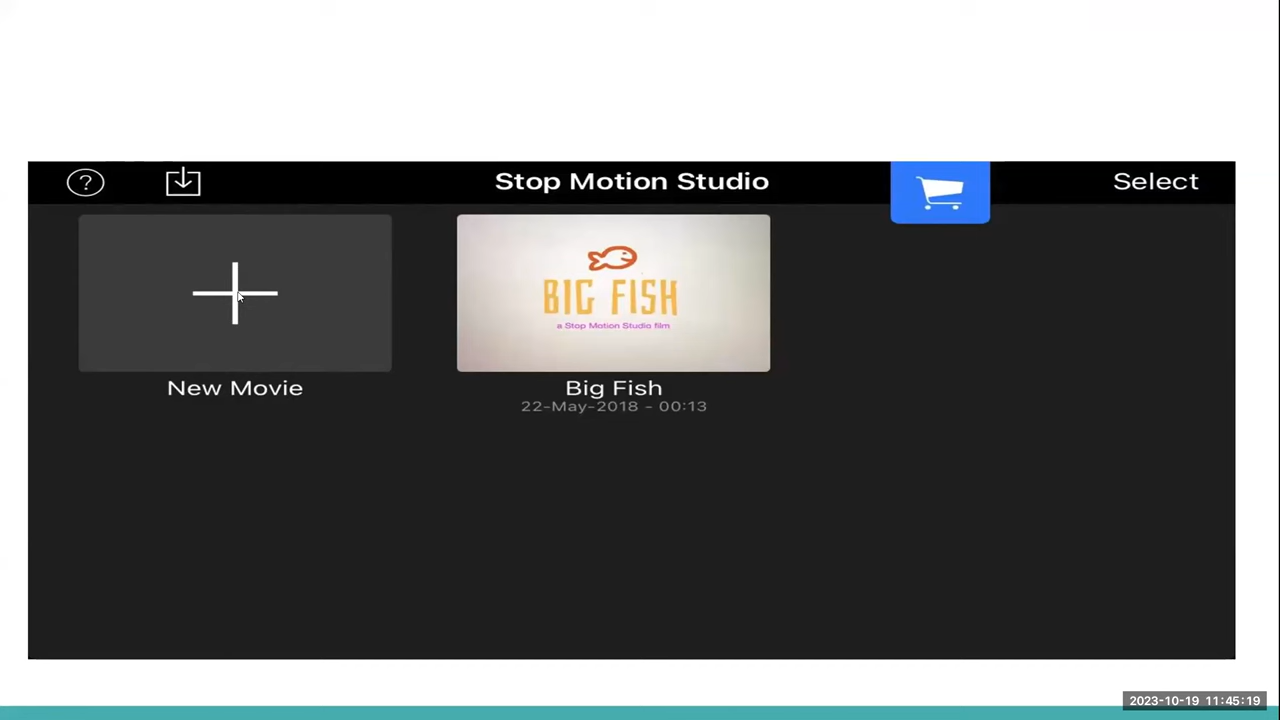 ?
Stop Motion Studio
Select
BIG FISH
a Stop Motion Studio film
New Movie
Big Fish
22-May-2018 - 00:13
2023-10-19 11:45:19